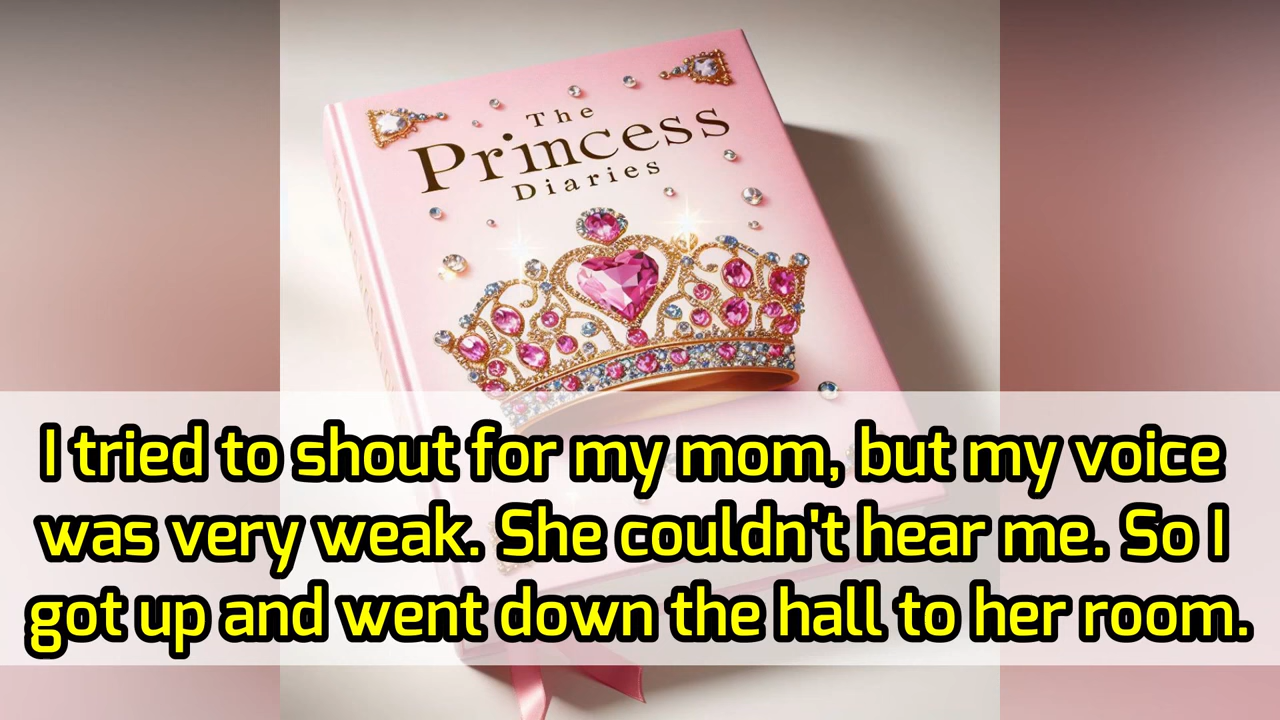 The
Princess
Diaries
I tried to shout for my mom, but my voice
was very weak. She couldn't hear me. So I
got up and went down the hall to her room.